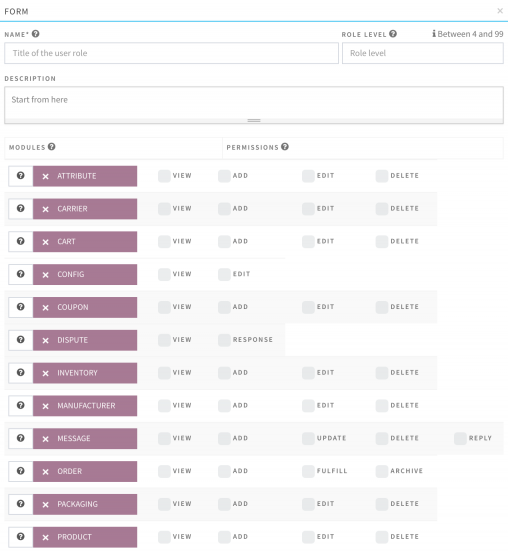 FORM
NAME* ROLE LEVEL Between 4 and 99
Title of the user role Role level
DESCRIPTION
Start from here
MODULES PERMISSIONS
ATTRIBUTE VIEW ADD EDIT DELETE
CARRIER VIEW ADD EDIT DELETE
CART VIEW ADD EDIT DELETE
CONFIG VIEW EDIT
COUPON VIEW ADD EDIT DELETE
DISPUTE VIEW RESPONSE
INVENTORY VIEW ADD EDIT DELETE
MANUFACTURER VIEW ADD EDIT DELETE
MESSAGE VIEW ADD UPDATE DELETE REPLY
ORDER VIEW ADD FULFILL ARCHIVE
PACKAGING VIEW ADD EDIT DELETE
PRODUCT VIEW ADD EDIT DELETE